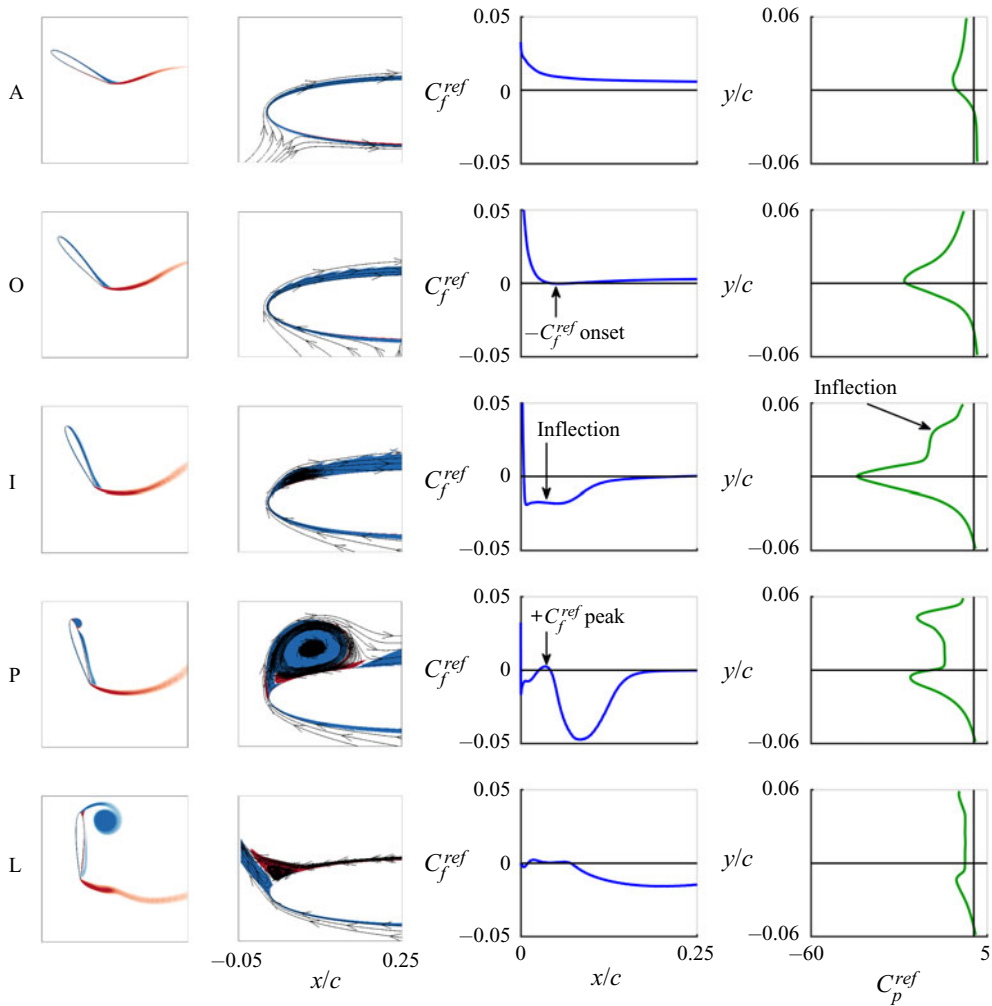 A
0.05
C_f^ref
0
−0.05
0.06
y/c
−0.06
O
0.05
C_f^ref
0
−0.05
−C_f^ref onset
0.06
y/c
−0.06
I
0.05
C_f^ref
0
−0.05
Inflection
Inflection
0.06
y/c
−0.06
P
0.05
C_f^ref
0
−0.05
+C_f^ref peak
0.06
y/c
−0.06
L
−0.05
0.25
x/c
0.05
C_f^ref
0
−0.05
0
0.25
x/c
0.06
y/c
−0.06
−60
5
C_p^ref